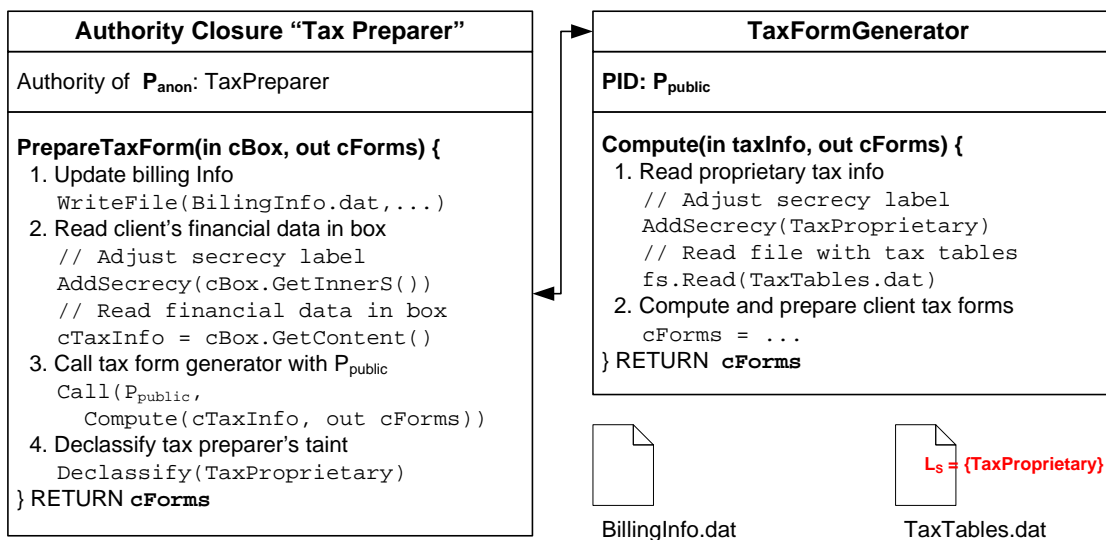 Authority Closure “Tax Preparer”
Authority of P_anon: TaxPreparer
PrepareTaxForm(in cBox, out cForms) {
1. Update billing Info
WriteFile(BilingInfo.dat,...)
2. Read client's financial data in box
// Adjust secrecy label
AddSecrecy(cBox.GetInnerS())
// Read financial data in box
cTaxInfo = cBox.GetContent()
3. Call tax form generator with P_public
Call(P_public,
Compute(cTaxInfo, out cForms))
4. Declassify tax preparer's taint
Declassify(TaxProprietary)
} RETURN cForms
TaxFormGenerator
PID: P_public
Compute(in taxInfo, out cForms) {
1. Read proprietary tax info
// Adjust secrecy label
AddSecrecy(TaxProprietary)
// Read file with tax tables
fs.Read(TaxTables.dat)
2. Compute and prepare client tax forms
cForms = ...
} RETURN cForms
L_S = {TaxProprietary}
BillingInfo.dat
TaxTables.dat